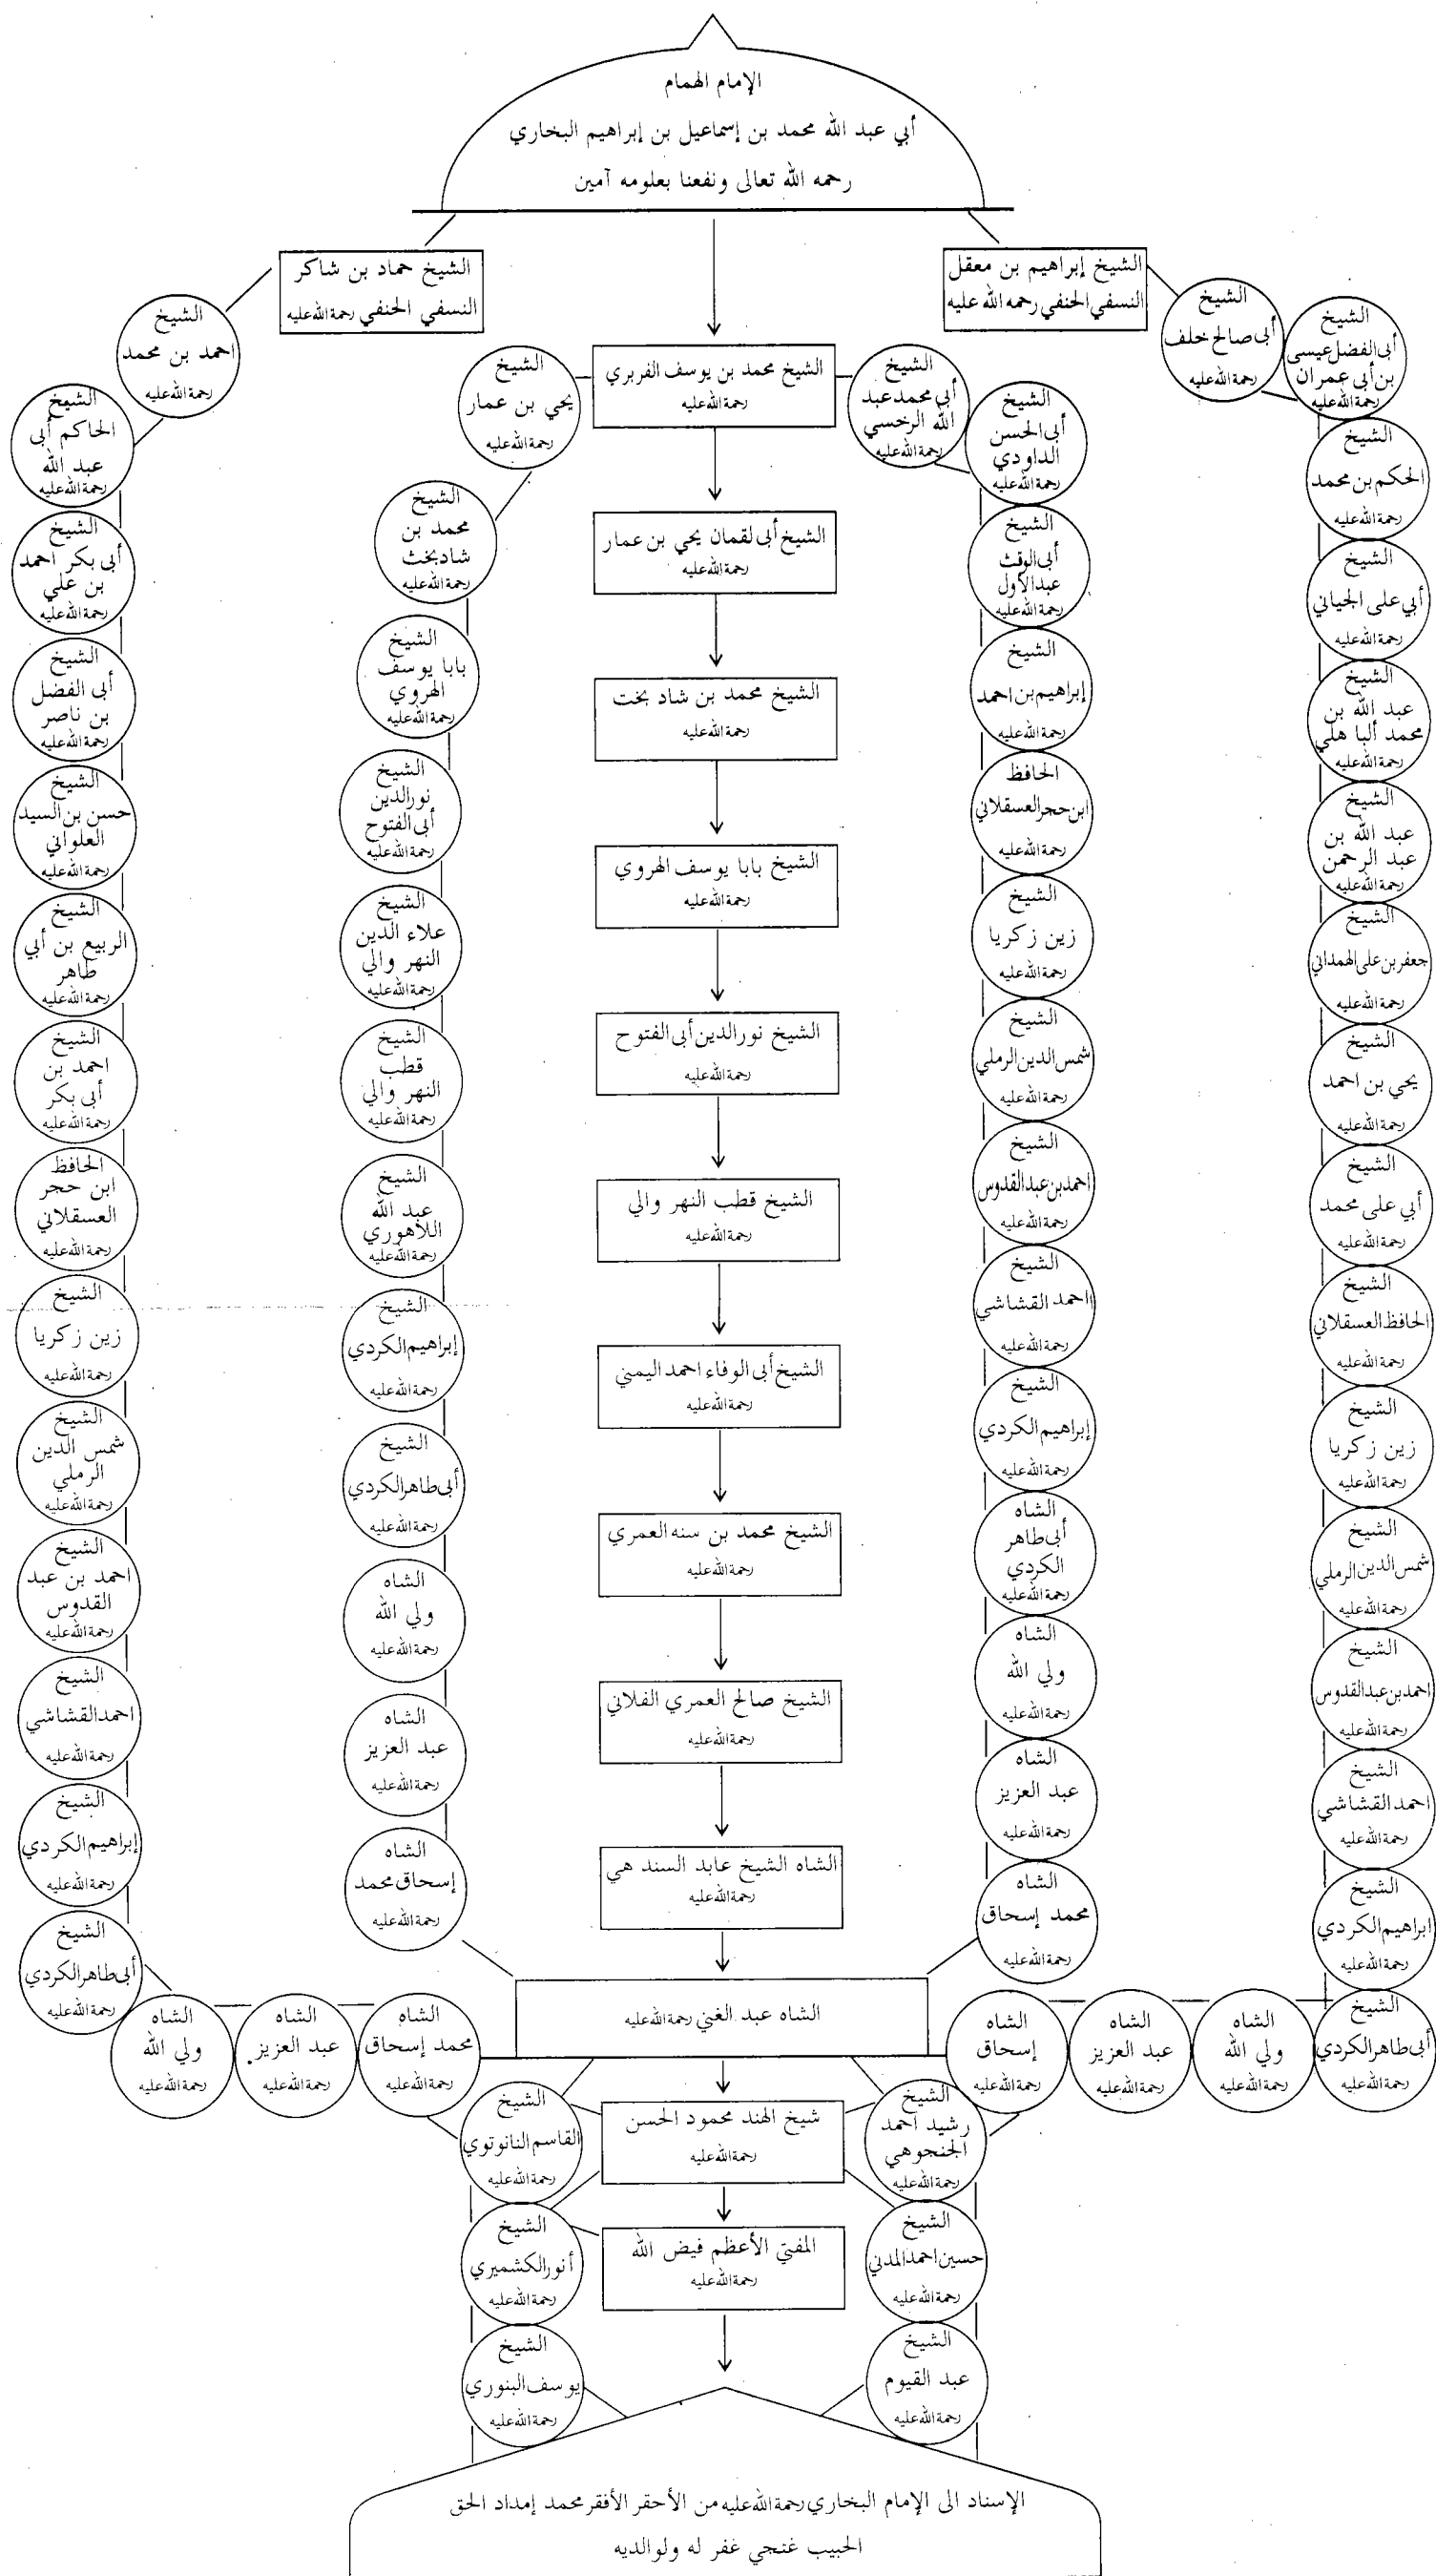 الإمام الهمام
أبي عبد الله محمد بن إسماعيل بن إبراهيم البخاري
رحمه الله تعالى ونفعنا بعلومه آمين
الشيخ إبراهيم بن معقل
النسفي الحنفي رحمه الله عليه
الشيخ
أبى صالح خلف
رحمة الله عليه
الشيخ
أبى الفضل عيسى
بن أبى عمران
رحمة الله عليه
الشيخ
الحكم بن محمد
رحمة الله عليه
الشيخ
أبي على الجياني
رحمة الله عليه
الشيخ
عبد الله بن
محمد ألبا هلي
رحمة الله عليه
الشيخ
عبد الله بن
عبد الرحمن
رحمة الله عليه
الشيخ
جعفر بن على الهمداني
رحمة الله عليه
الشيخ
يحي بن احمد
رحمة الله عليه
الشيخ
أبي على محمد
رحمة الله عليه
الشيخ
الحافظ العسقلاني
رحمة الله عليه
الشيخ
زين زكريا
رحمة الله عليه
الشيخ
شمس الدين الرملي
رحمة الله عليه
الشيخ
احمد بن عبد القدوس
رحمة الله عليه
الشيخ
احمد القشاشي
رحمة الله عليه
الشيخ
ابراهيم الكردي
رحمة الله عليه
الشيخ
أبى طاهر الكردي
رحمة الله عليه
الشاه
ولي الله
رحمة الله عليه
الشاه
عبد العزيز
رحمة الله عليه
الشاه
إسحاق
رحمة الله عليه
الشيخ
أبى محمد عبد
الله الرخسي
رحمة الله عليه
الشيخ
أبى الحسن
الداودي
رحمة الله عليه
الشيخ
أبى الوقت
عبد الأول
رحمة الله عليه
الشيخ
إبراهيم بن احمد
رحمة الله عليه
الحافظ
ابن حجر العسقلاني
رحمة الله عليه
الشيخ
زين زكريا
رحمة الله عليه
الشيخ
شمس الدين الرملي
رحمة الله عليه
الشيخ
احمد بن عبد القدوس
رحمة الله عليه
الشيخ
احمد القشاشي
رحمة الله عليه
الشيخ
إبراهيم الكردي
رحمة الله عليه
الشاه
أبى طاهر
الكردي
رحمة الله عليه
الشاه
ولي الله
رحمة الله عليه
الشاه
عبد العزيز
رحمة الله عليه
الشاه
محمد إسحاق
رحمة الله عليه
الشيخ محمد بن يوسف الفربري
رحمة الله عليه
الشيخ أبى لقمان يحي بن عمار
رحمة الله عليه
الشيخ محمد بن شاد بخت
رحمة الله عليه
الشيخ بابا يوسف الهروي
رحمة الله عليه
الشيخ نور الدين أبى الفتوح
رحمة الله عليه
الشيخ قطب النهر والي
رحمة الله عليه
الشيخ أبى الوفاء احمد اليمني
رحمة الله عليه
الشيخ محمد بن سنه العمري
رحمة الله عليه
الشيخ صالح العمري الفلاني
رحمة الله عليه
الشاه الشيخ عابد السند هي
رحمة الله عليه
الشيخ
يحي بن عمار
رحمة الله عليه
الشيخ
محمد بن
شاد بخث
رحمة الله عليه
الشيخ
بابا يوسف
الهروي
رحمة الله عليه
الشيخ
نور الدين
أبى الفتوح
رحمة الله عليه
الشيخ
علاء الدين
النهر والي
رحمة الله عليه
الشيخ
قطب
النهر والي
رحمة الله عليه
الشيخ
عبد الله
اللاهوري
رحمة الله عليه
الشيخ
إبراهيم الكردي
رحمة الله عليه
الشيخ
أبى طاهر الكردي
رحمة الله عليه
الشاه
ولي الله
رحمة الله عليه
الشاه
عبد العزيز
رحمة الله عليه
الشاه
إسحاق محمد
رحمة الله عليه
الشيخ حماد بن شاكر
النسفي الحنفي رحمة الله عليه
الشيخ
احمد بن محمد
رحمة الله عليه
الشيخ
الحاكم أبى
عبد الله
رحمة الله عليه
الشيخ
أبى بكر احمد
بن علي
رحمة الله عليه
الشيخ
أبى الفضل
بن ناصر
رحمة الله عليه
الشيخ
حسن بن السيد
العلواني
رحمة الله عليه
الشيخ
الربيع بن أبي
طاهر
رحمة الله عليه
الشيخ
احمد بن
أبى بكر
رحمة الله عليه
الحافظ
ابن حجر
العسقلاني
رحمة الله عليه
الشيخ
زين زكريا
رحمة الله عليه
الشيخ
شمس الدين
الرملي
رحمة الله عليه
الشيخ
احمد بن عبد
القدوس
رحمة الله عليه
الشيخ
احمد القشاشي
رحمة الله عليه
الشيخ
إبراهيم الكردي
رحمة الله عليه
الشيخ
أبى طاهر الكردي
رحمة الله عليه
الشاه
ولي الله
رحمة الله عليه
الشاه
عبد العزيز
رحمة الله عليه
الشاه
محمد إسحاق
رحمة الله عليه
الشاه عبد الغني رحمة الله عليه
الشيخ
رشيد احمد
الجنجوهي
رحمة الله عليه
شيخ الهند محمود الحسن
رحمة الله عليه
الشيخ
القاسم النانوتوي
رحمة الله عليه
الشيخ
حسين احمد المدني
رحمة الله عليه
المفتي الأعظم فيض الله
رحمة الله عليه
الشيخ
أنور الكشميري
رحمة الله عليه
الشيخ
عبد القيوم
رحمة الله عليه
الشيخ
يوسف البنوري
رحمة الله عليه
الإسناد الى الإمام البخاري رحمة الله عليه من الأحقر الأفقر محمد إمداد الحق
الحبيب غنجي غفر له ولوالديه